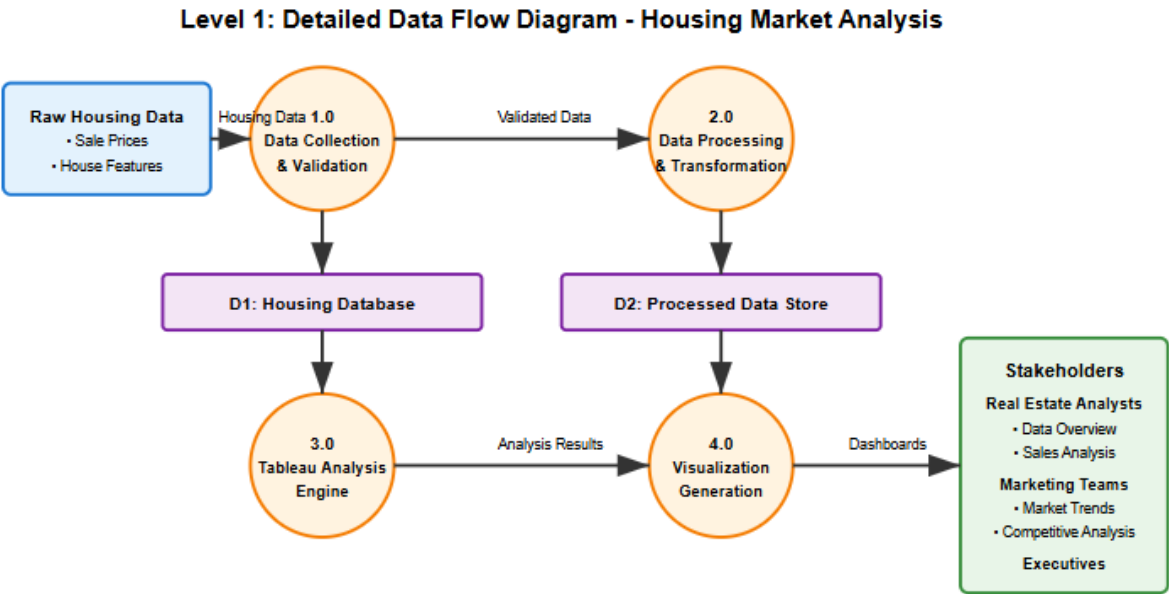 Level 1: Detailed Data Flow Diagram - Housing Market Analysis
Raw Housing Data
• Sale Prices
• House Features
Housing Data
1.0
Data Collection
& Validation
Validated Data
2.0
Data Processing
& Transformation
D1: Housing Database
D2: Processed Data Store
3.0
Tableau Analysis
Engine
Analysis Results
4.0
Visualization
Generation
Dashboards
Stakeholders
Real Estate Analysts
• Data Overview
• Sales Analysis
Marketing Teams
• Market Trends
• Competitive Analysis
Executives